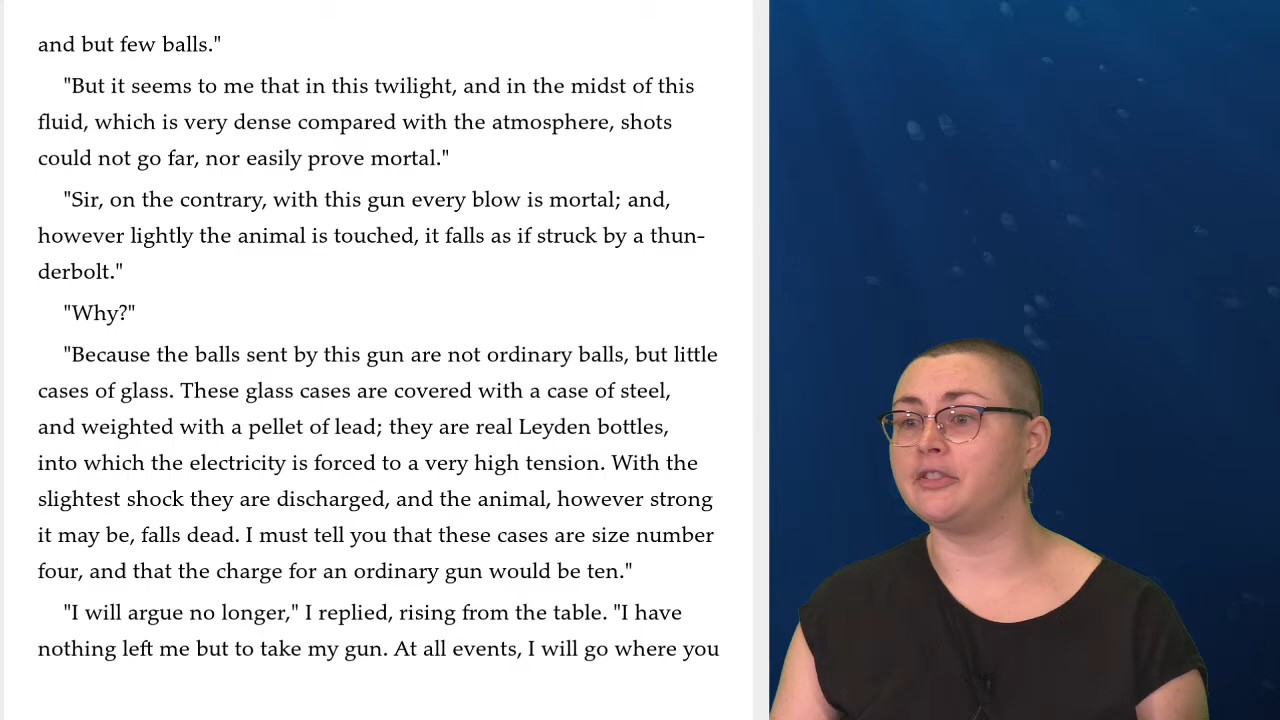 and but few balls."
"But it seems to me that in this twilight, and in the midst of this
fluid, which is very dense compared with the atmosphere, shots
could not go far, nor easily prove mortal."
"Sir, on the contrary, with this gun every blow is mortal; and,
however lightly the animal is touched, it falls as if struck by a thun-
derbolt."
"Why?"
"Because the balls sent by this gun are not ordinary balls, but little
cases of glass. These glass cases are covered with a case of steel,
and weighted with a pellet of lead; they are real Leyden bottles,
into which the electricity is forced to a very high tension. With the
slightest shock they are discharged, and the animal, however strong
it may be, falls dead. I must tell you that these cases are size number
four, and that the charge for an ordinary gun would be ten."
"I will argue no longer," I replied, rising from the table. "I have
nothing left me but to take my gun. At all events, I will go where you